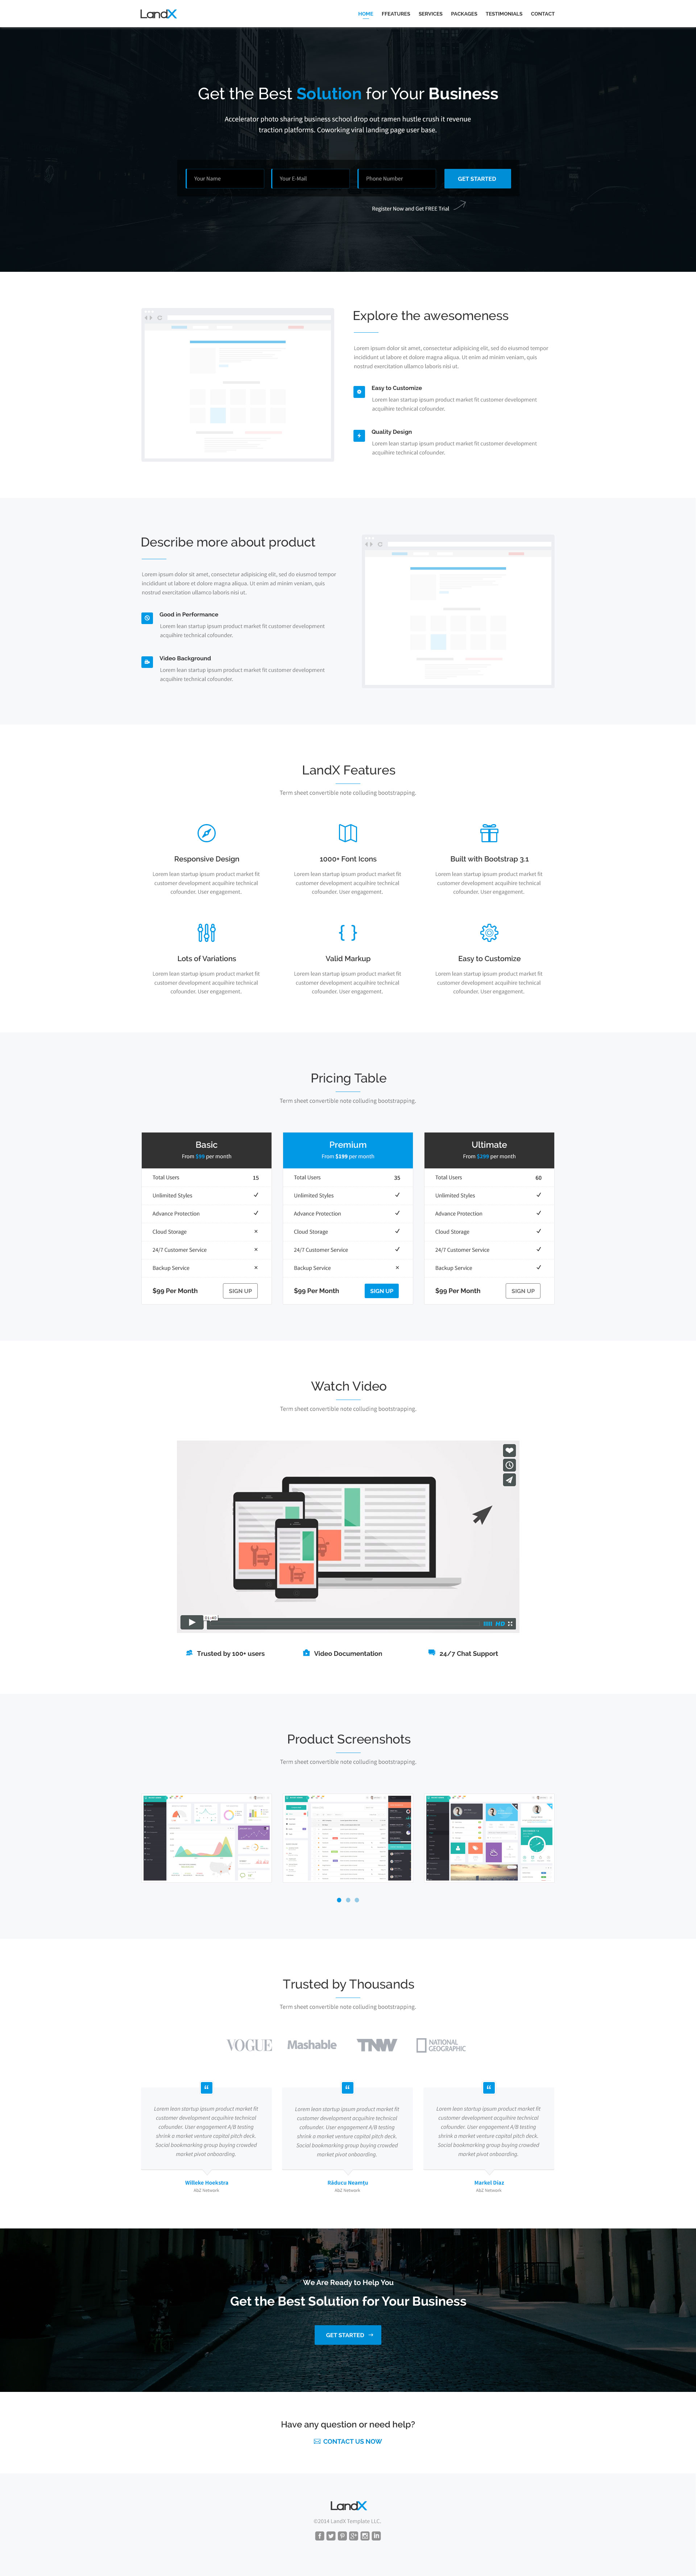 LandX
HOME FFEATURES SERVICES PACKAGES TESTIMONIALS CONTACT
Get the Best Solution for Your Business
Accelerator photo sharing business school drop out ramen hustle crush it revenue
traction platforms. Coworking viral landing page user base.
Your Name Your E-Mail Phone Number GET STARTED
Register Now and Get FREE Trial
Explore the awesomeness
Lorem ipsum dolor sit amet, consectetur adipisicing elit, sed do eiusmod tempor
incididunt ut labore et dolore magna aliqua. Ut enim ad minim veniam, quis
nostrud exercitation ullamco laboris nisi ut.
Easy to Customize
Lorem lean startup ipsum product market fit customer development
acquihire technical cofounder.
Quality Design
Lorem lean startup ipsum product market fit customer development
acquihire technical cofounder.
Describe more about product
Lorem ipsum dolor sit amet, consectetur adipisicing elit, sed do eiusmod tempor
incididunt ut labore et dolore magna aliqua. Ut enim ad minim veniam, quis
nostrud exercitation ullamco laboris nisi ut.
Good in Performance
Lorem lean startup ipsum product market fit customer development
acquihire technical cofounder.
Video Background
Lorem lean startup ipsum product market fit customer development
acquihire technical cofounder.
LandX Features
Term sheet convertible note colluding bootstrapping.
Responsive Design
Lorem lean startup ipsum product market fit
customer development acquihire technical
cofounder. User engagement.
1000+ Font Icons
Lorem lean startup ipsum product market fit
customer development acquihire technical
cofounder. User engagement.
Built with Bootstrap 3.1
Lorem lean startup ipsum product market fit
customer development acquihire technical
cofounder. User engagement.
Lots of Variations
Lorem lean startup ipsum product market fit
customer development acquihire technical
cofounder. User engagement.
Valid Markup
Lorem lean startup ipsum product market fit
customer development acquihire technical
cofounder. User engagement.
Easy to Customize
Lorem lean startup ipsum product market fit
customer development acquihire technical
cofounder. User engagement.
Pricing Table
Term sheet convertible note colluding bootstrapping.
Basic
From $99 per month
Total Users 15
Unlimited Styles
Advance Protection
Cloud Storage
24/7 Customer Service
Backup Service
$99 Per Month SIGN UP
Premium
From $199 per month
Total Users 35
Unlimited Styles
Advance Protection
Cloud Storage
24/7 Customer Service
Backup Service
$99 Per Month SIGN UP
Ultimate
From $299 per month
Total Users 60
Unlimited Styles
Advance Protection
Cloud Storage
24/7 Customer Service
Backup Service
$99 Per Month SIGN UP
Watch Video
Term sheet convertible note colluding bootstrapping.
HD
Trusted by 100+ users
Video Documentation
24/7 Chat Support
Product Screenshots
Term sheet convertible note colluding bootstrapping.
Trusted by Thousands
Term sheet convertible note colluding bootstrapping.
VOGUE Mashable TNW NATIONAL
GEOGRAPHIC
Lorem lean startup ipsum product market fit
customer development acquihire technical
cofounder. User engagement A/B testing
shrink a market venture capital pitch deck.
Social bookmarking group buying crowded
market pivot onboarding.
Willeke Hoekstra
XbZ Network
Lorem lean startup ipsum product market fit
customer development acquihire technical
cofounder. User engagement A/B testing
shrink a market venture capital pitch deck.
Social bookmarking group buying crowded
market pivot onboarding.
Răducu Neamțu
XbZ Network
Lorem lean startup ipsum product market fit
customer development acquihire technical
cofounder. User engagement A/B testing
shrink a market venture capital pitch deck.
Social bookmarking group buying crowded
market pivot onboarding.
Markel Díaz
XbZ Network
We Are Ready to Help You
Get the Best Solution for Your Business
GET STARTED
Have any question or need help?
CONTACT US NOW
LandX
©2014 LandX Template LLC.